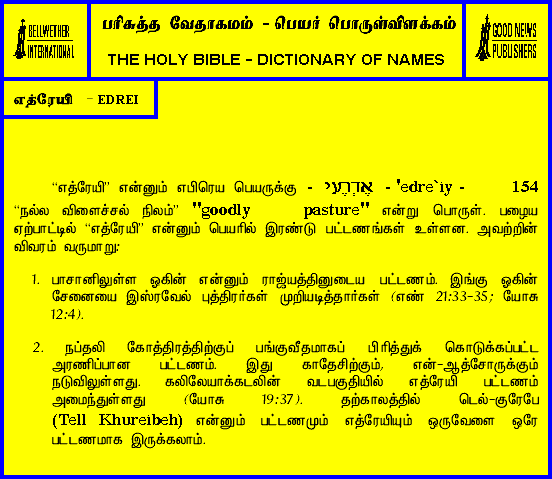 BELLWETHER
INTERNATIONAL
பரிசுத்த வேதாகமம் - பெயர் பொருள்விளக்கம்
THE HOLY BIBLE - DICTIONARY OF NAMES
GOOD NEWS
PUBLISHERS
எத்ரேயி - EDREI
“எத்ரேயி” என்னும் எபிரெய பெயருக்கு - אֶדְרֶעִי - 'edre`iy - 154
“நல்ல விளைச்சல் நிலம்” "goodly pasture" என்று பொருள். பழைய
ஏற்பாட்டில் “எத்ரேயி” என்னும் பெயரில் இரண்டு பட்டணங்கள் உள்ளன. அவற்றின்
விவரம் வருமாறு:
1. பாசானிலுள்ள ஒகின் என்னும் ராஜ்யத்தினுடைய பட்டணம். இங்கு ஒகின்
சேனையை இஸ்ரவேல் புத்திரர்கள் முறியடித்தார்கள் (எண் 21:33-35; யோசு
12:4).
2. நப்தலி கோத்திரத்திற்குப் பங்குவீதமாகப் பிரித்துக் கொடுக்கப்பட்ட
அரணிப்பான பட்டணம். இது காதேசிற்கும், என்-ஆத்சோருக்கும்
நடுவிலுள்ளது. கலிலேயாக்கடலின் வடபகுதியில் எத்ரேயி பட்டணம்
அமைந்துள்ளது (யோசு 19:37). தற்காலத்தில் டெல்-குரேபே
(Tell Khureibeh) என்னும் பட்டணமும் எத்ரேயியும் ஒருவேளை ஒரே
பட்டணமாக இருக்கலாம்.